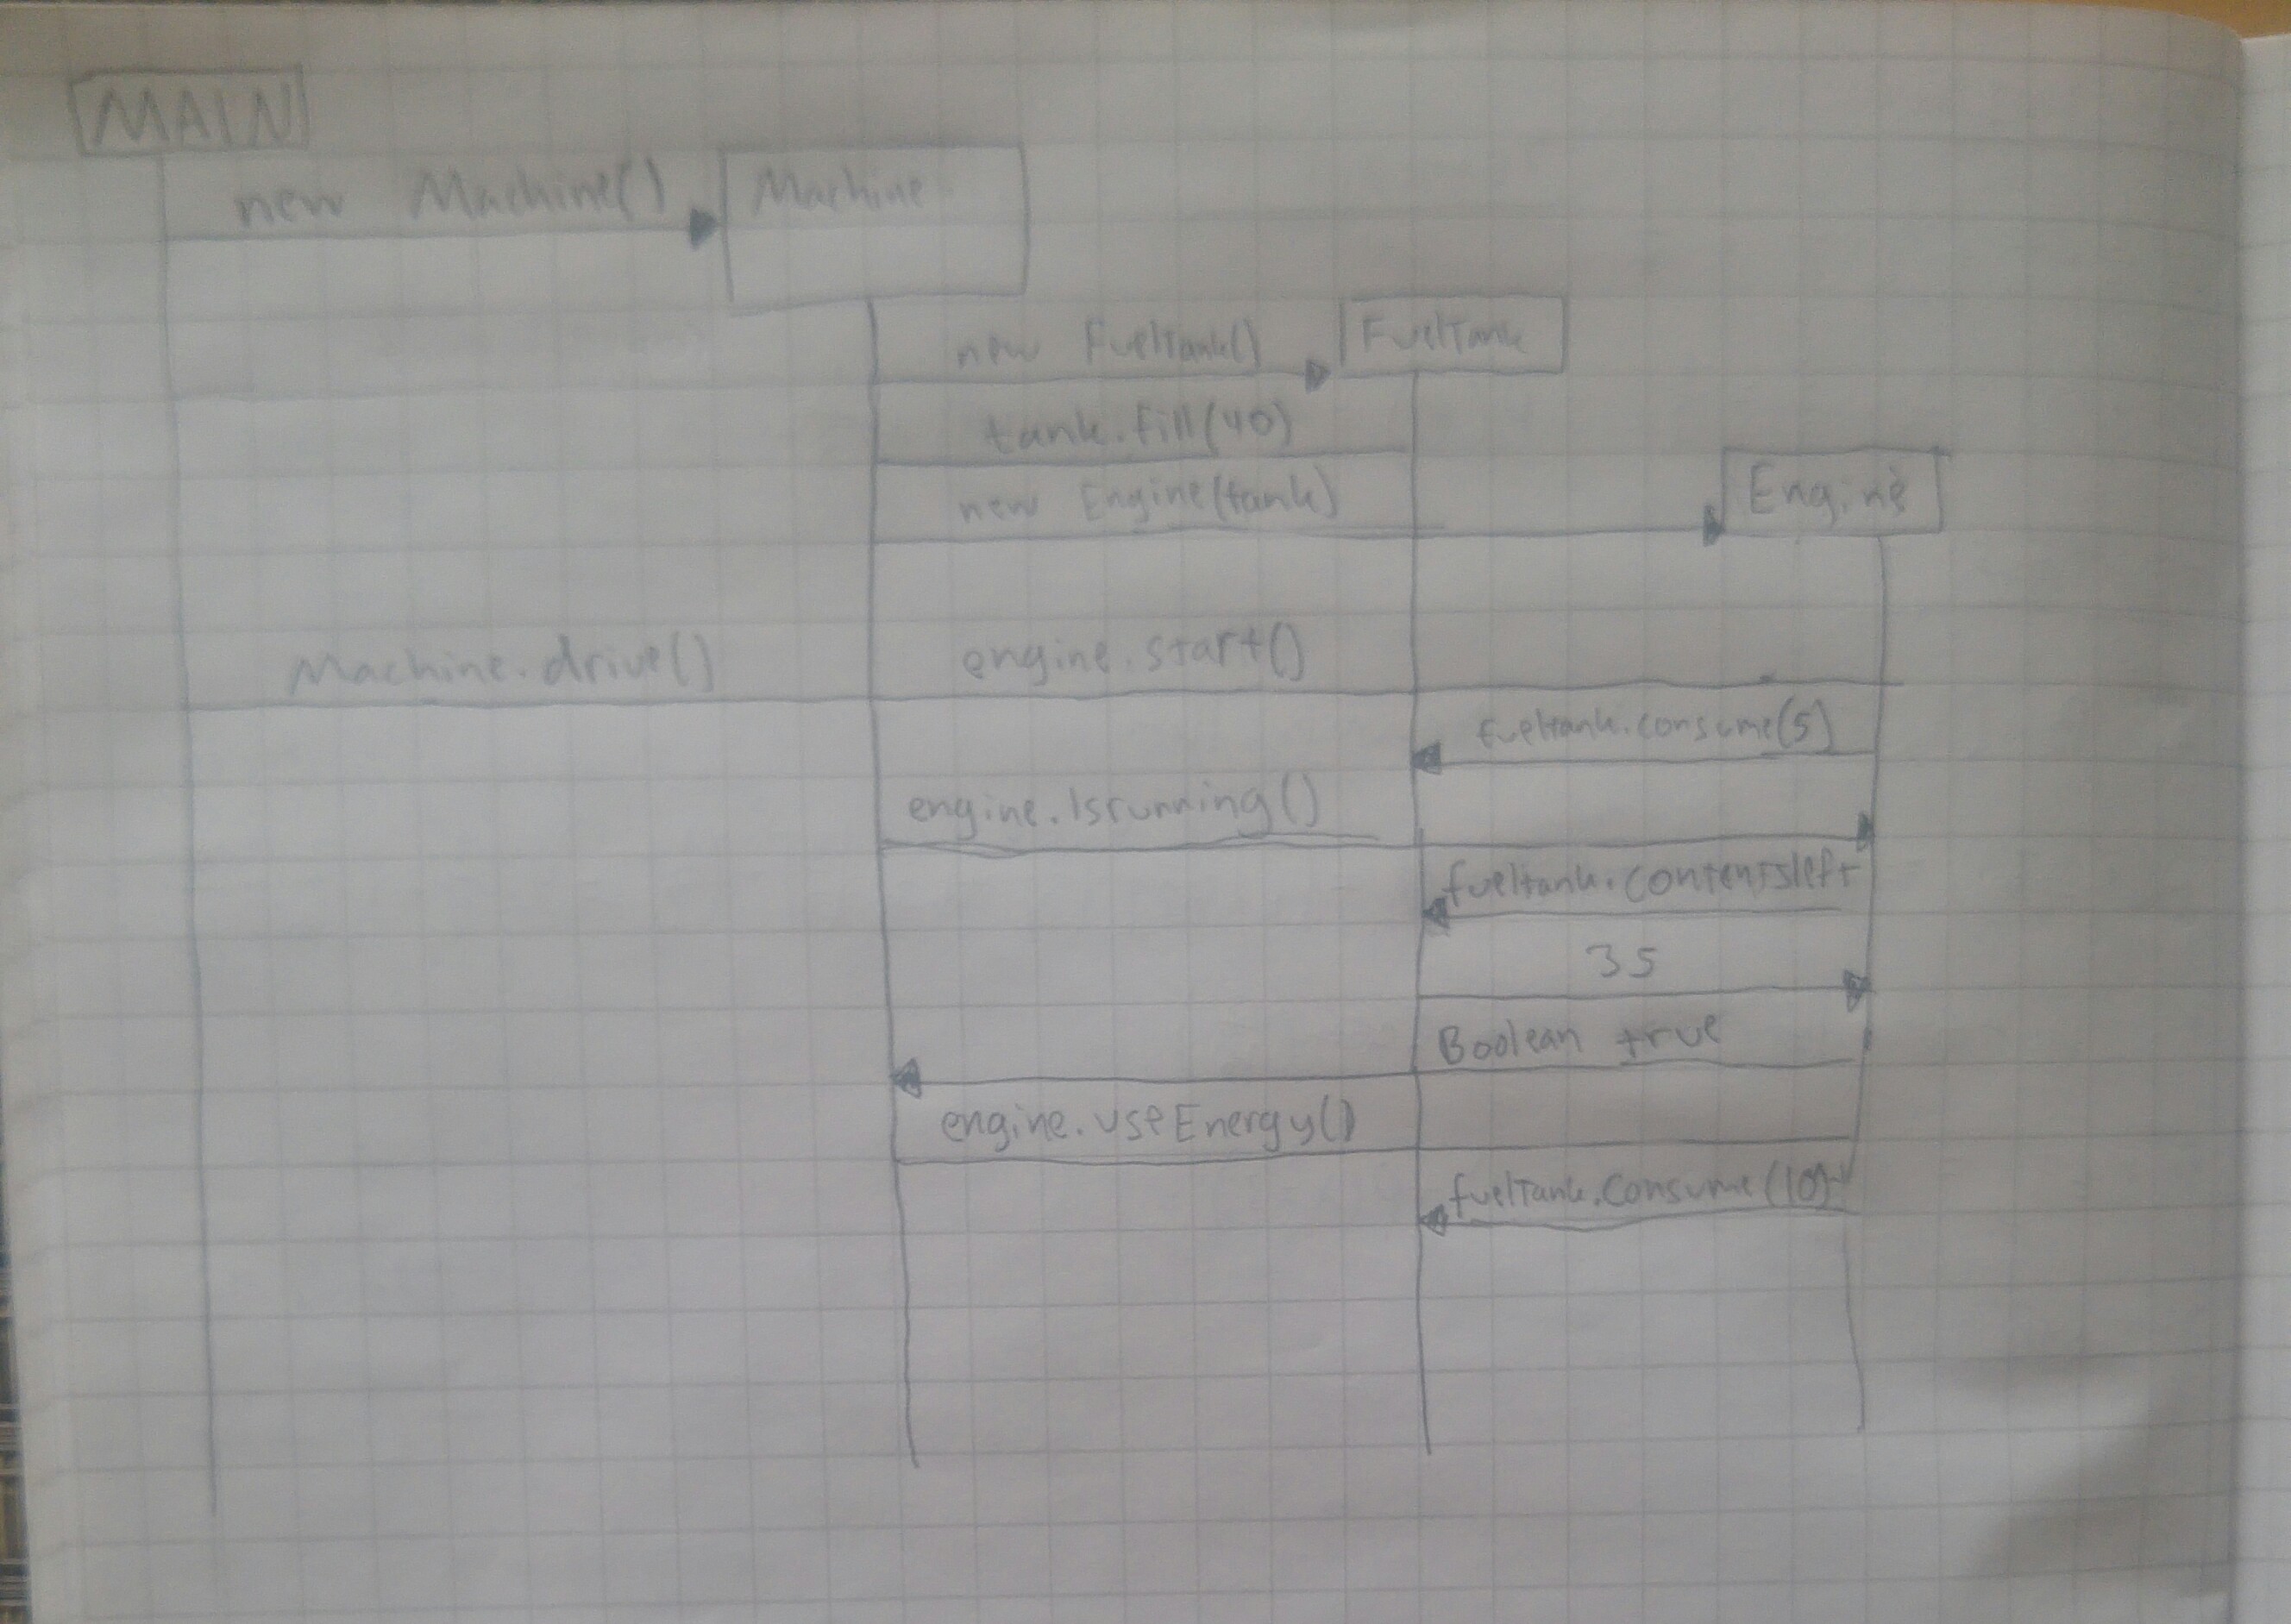 MAIN
new Machine() Machine
new FuelTank() FuelTank
tank.fill(40)
new Engine(tank) Engine
Machine.drive() engine.start()
fueltank.consume(5)
engine.Isrunning()
fueltank.contentsleft
35
Boolean true
engine.useEnergy()
fuelTank.Consume(10)